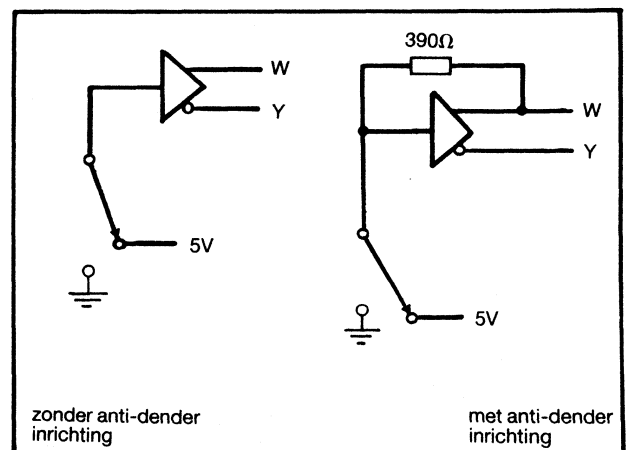 W
Y
5V
zonder anti-dender
inrichting
390Ω
W
Y
5V
met anti-dender
inrichting